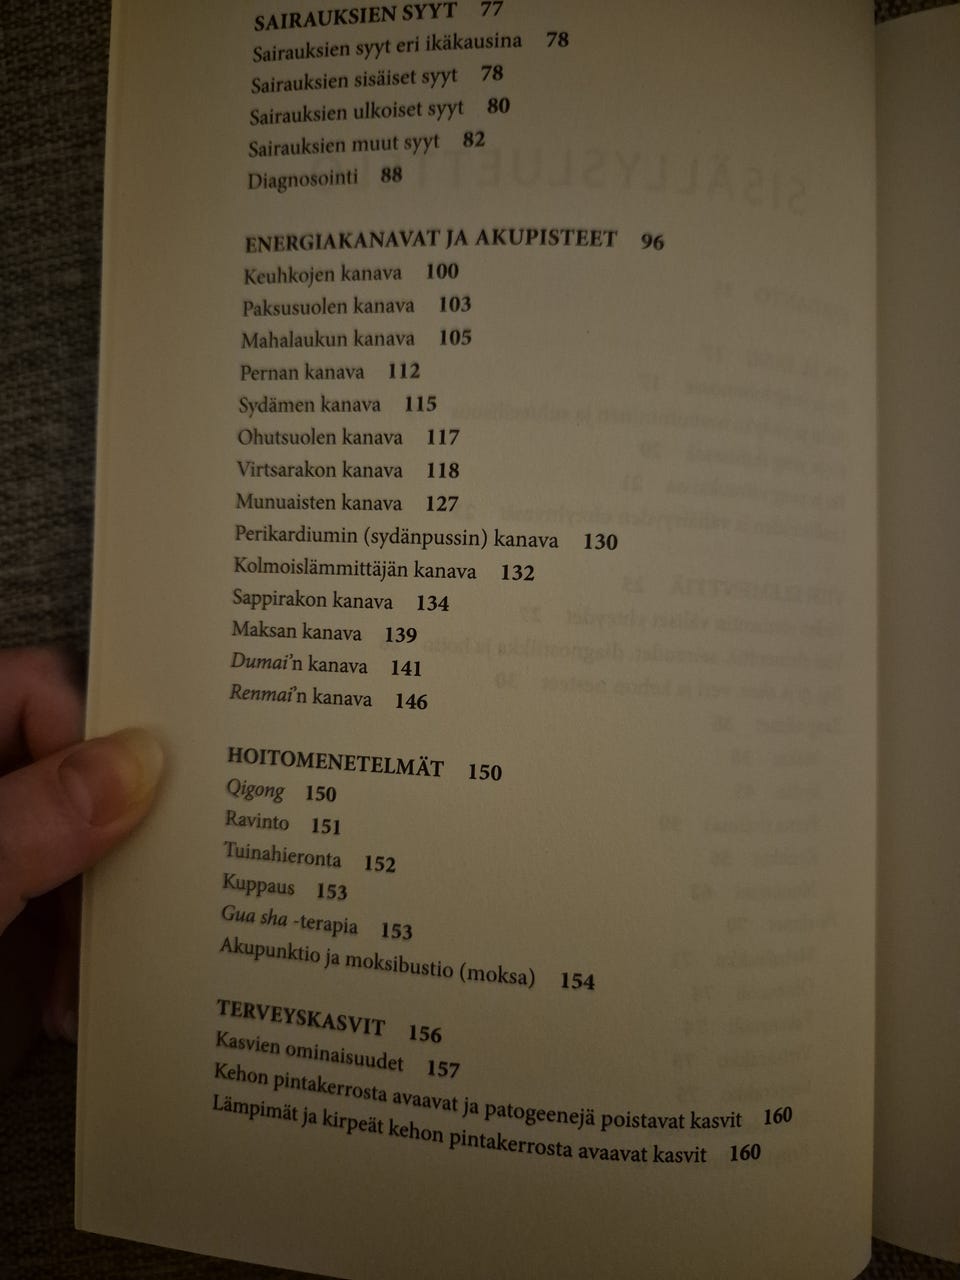 SAIRAUKSIEN SYYT 77
Sairauksien syyt eri ikäkausina 78
Sairauksien sisäiset syyt 78
Sairauksien ulkoiset syyt 80
Sairauksien muut syyt 82
Diagnosointi 88
ENERGIAKANAVAT JA AKUPISTEET 96
Keuhkojen kanava 100
Paksusuolen kanava 103
Mahalaukun kanava 105
Pernan kanava 112
Sydämen kanava 115
Ohutsuolen kanava 117
Virtsarakon kanava 118
Munuaisten kanava 127
Perikardiumin (sydänpussin) kanava 130
Kolmoislämmittäjän kanava 132
Sappirakon kanava 134
Maksan kanava 139
Dumai'n kanava 141
Renmai'n kanava 146
HOITOMENETELMÄT 150
Qigong 150
Ravinto 151
Tuinahieronta 152
Kuppaus 153
Gua sha -terapia 153
Akupunktio ja moksibustio (moksa) 154
TERVEYSKASVIT 156
Kasvien ominaisuudet 157
Kehon pintakerrosta avaavat ja patogeenejä poistavat kasvit 160
Lämpimät ja kirpeät kehon pintakerrosta avaavat kasvit 160